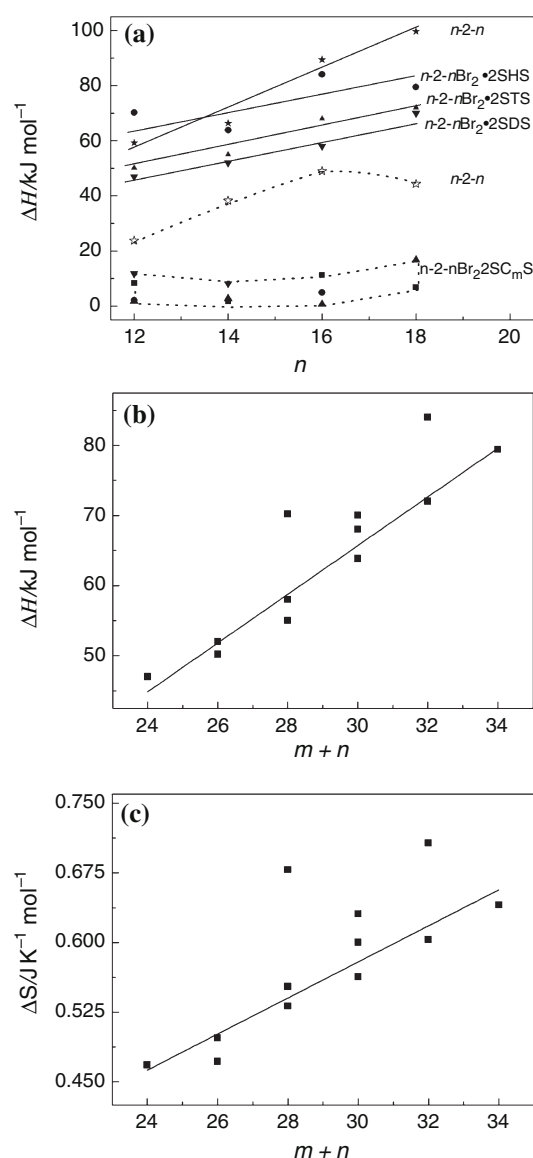 (a)
100
80
60
40
20
0
ΔH/kJ mol⁻¹
n-2-n
n-2-nBr₂•2SHS
n-2-nBr₂•2STS
n-2-nBr₂•2SDS
n-2-n
n-2-nBr₂2SCₘS
12 14 16 18 20
n
(b)
80
70
60
50
ΔH/kJ mol⁻¹
24 26 28 30 32 34
m + n
(c)
0.750
0.675
0.600
0.525
0.450
ΔS/J K⁻¹ mol⁻¹
24 26 28 30 32 34
m + n